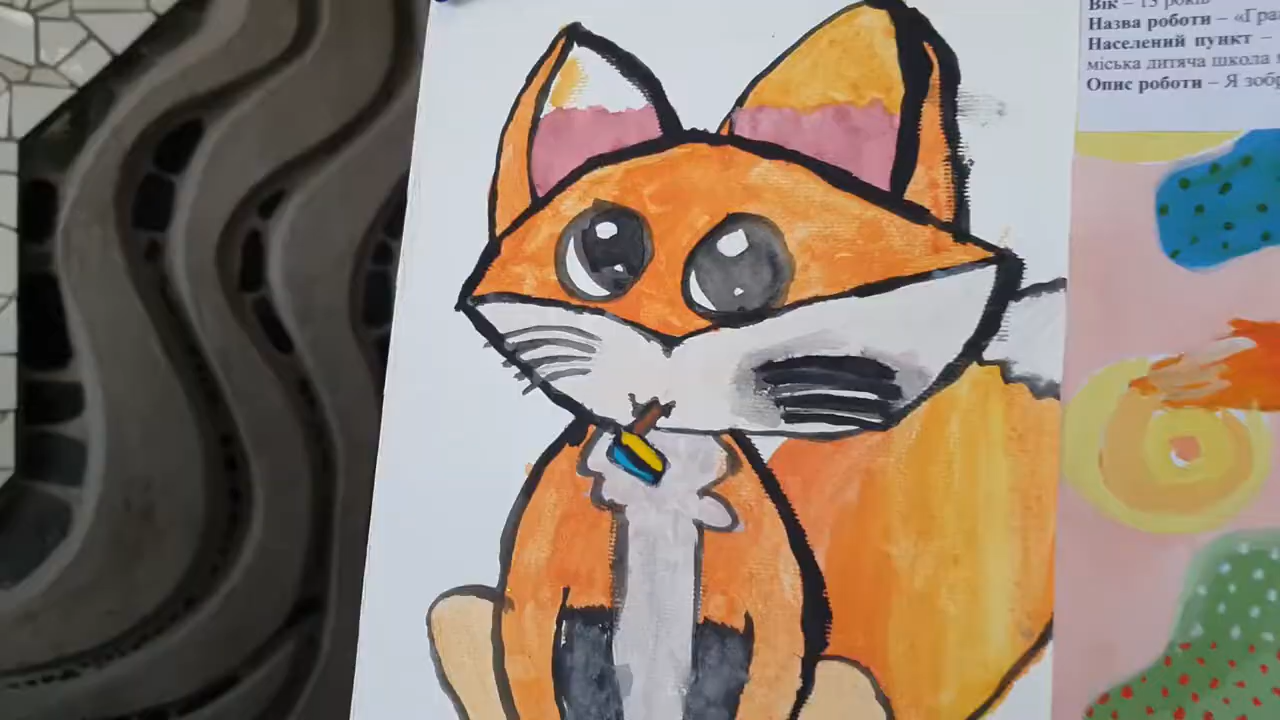 Вік – 13 років
Назва роботи – «Гра
Населений пункт –
міська дитяча школа
Опис роботи – Я зобр